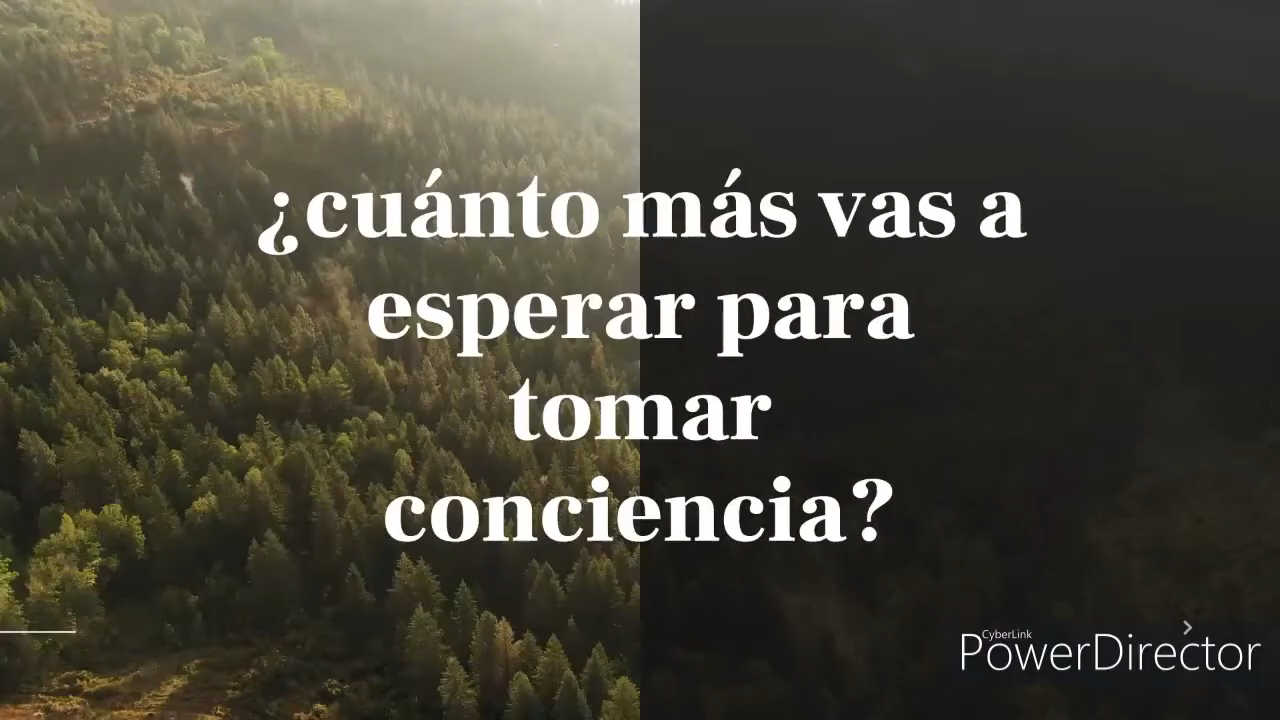 ¿cuánto más vas a
esperar para
tomar
conciencia?
CyberLink
PowerDirector